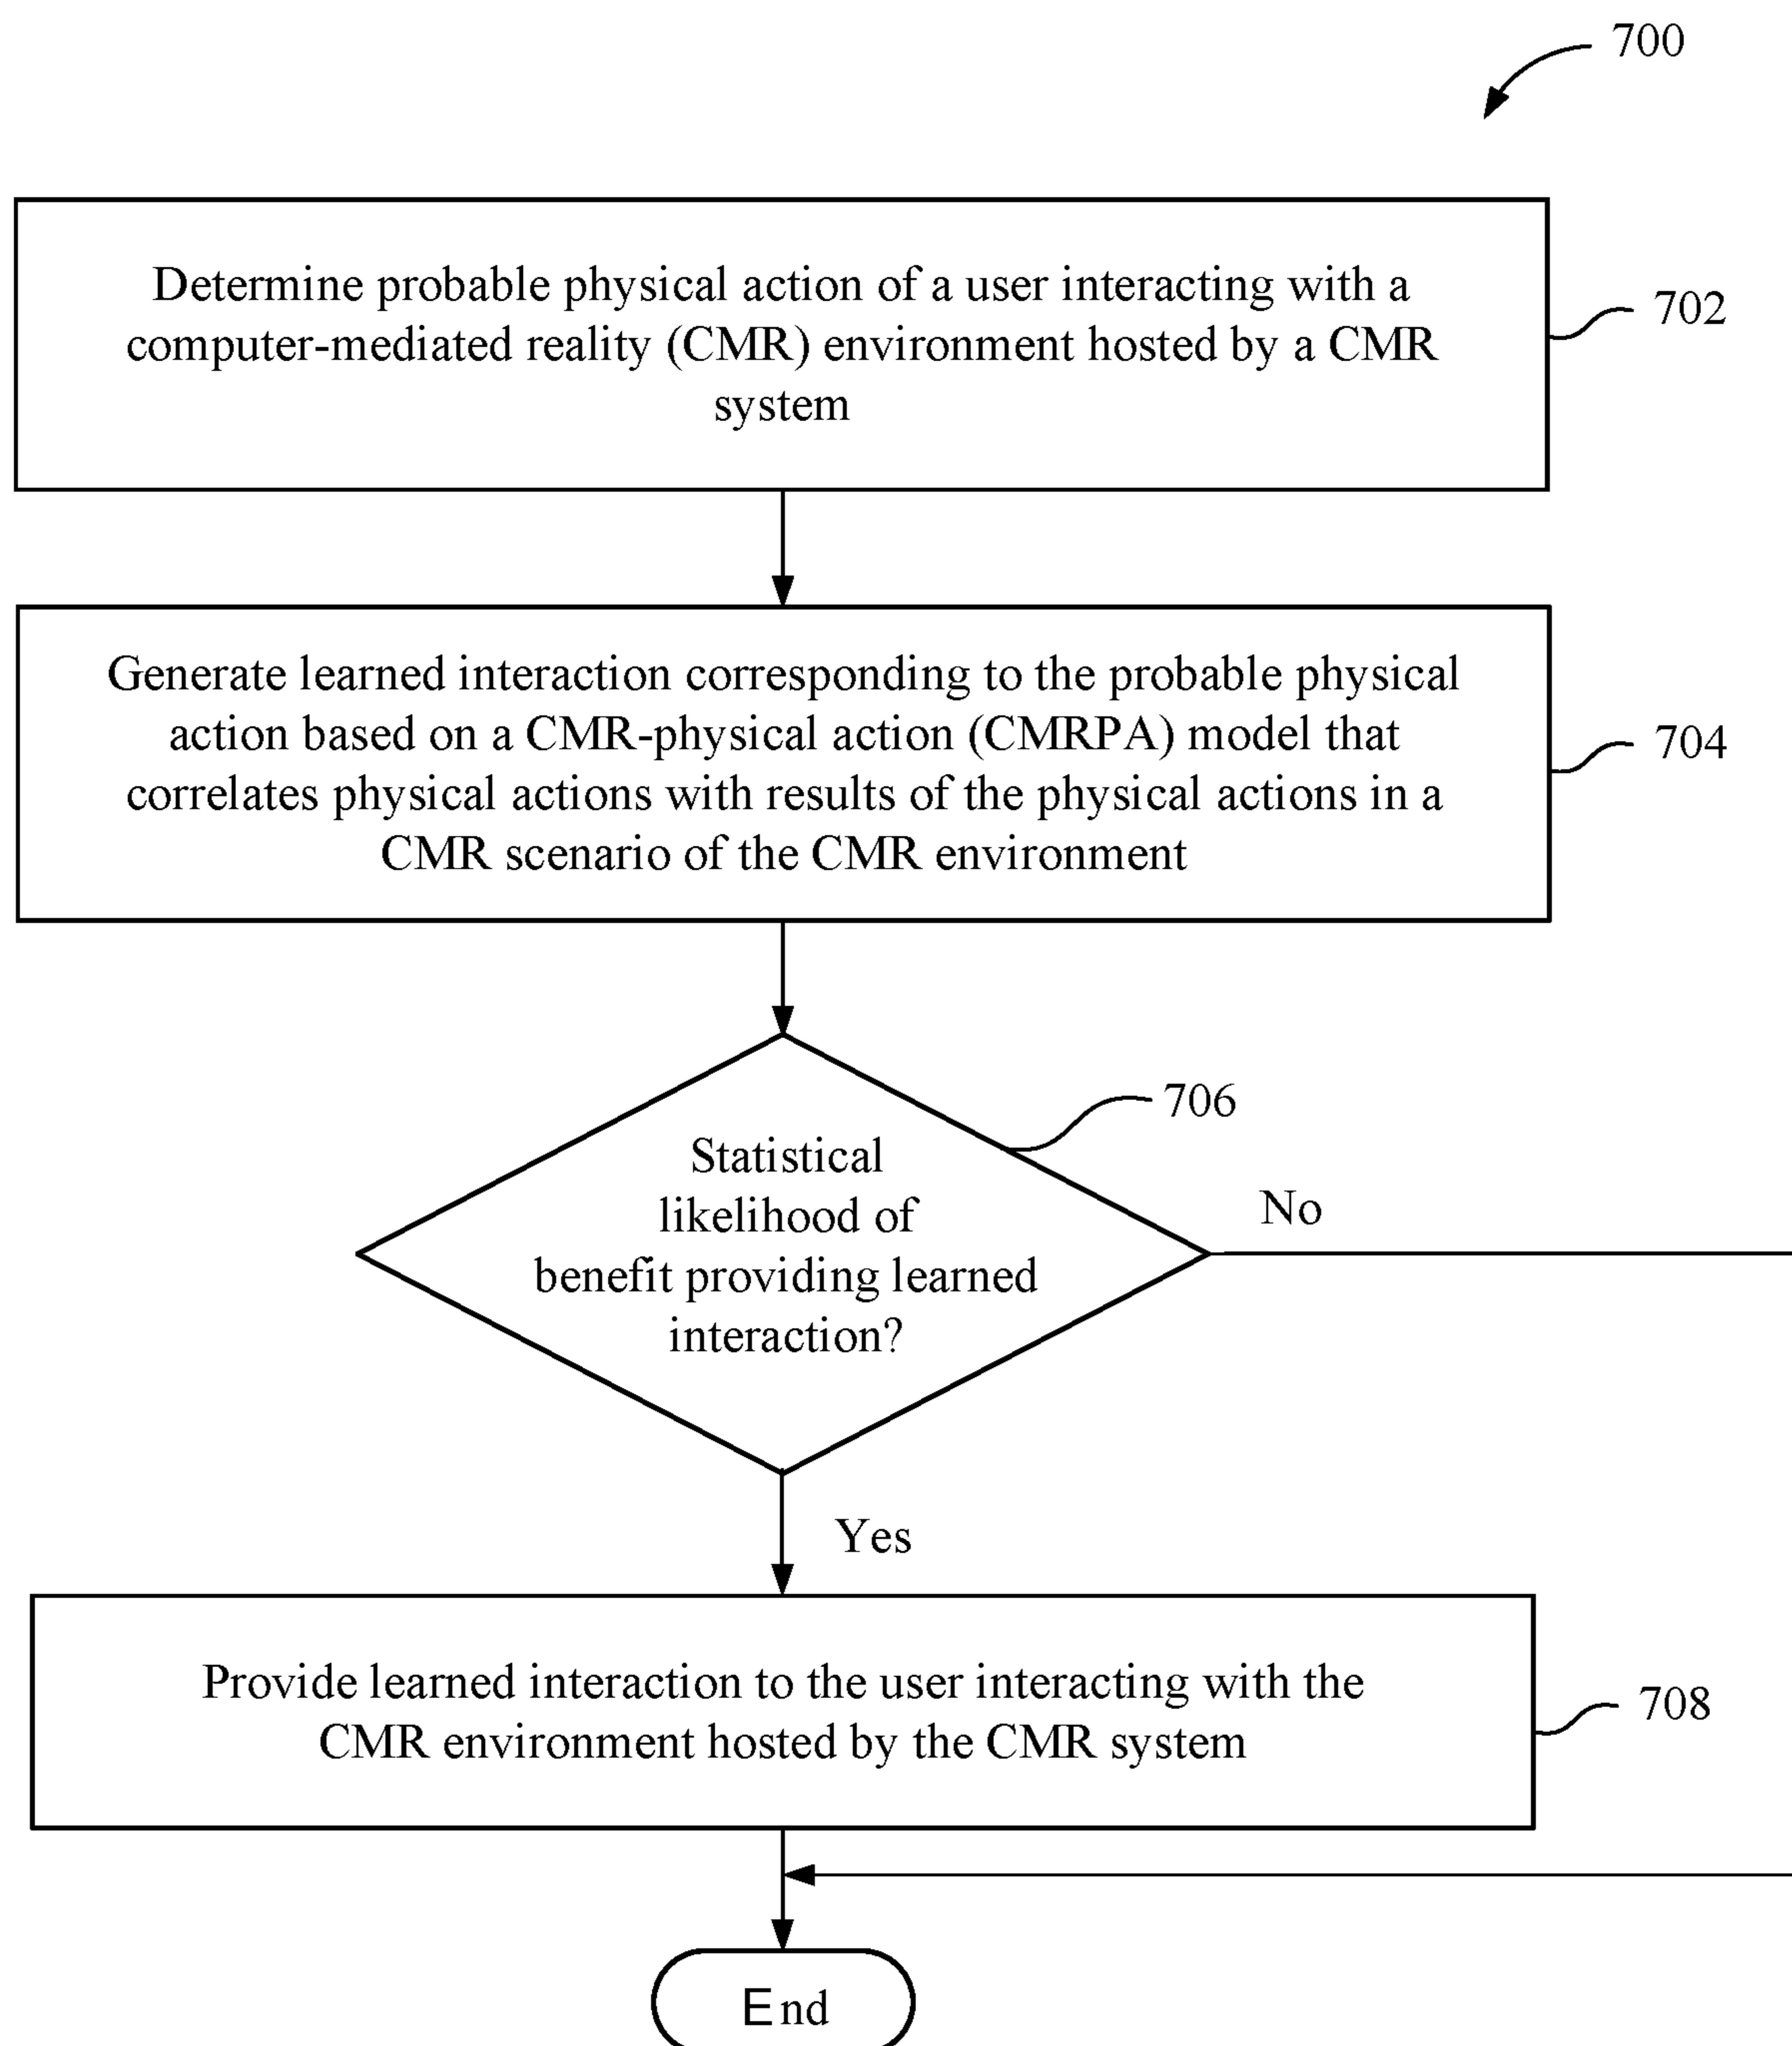 700
Determine probable physical action of a user interacting with a
computer-mediated reality (CMR) environment hosted by a CMR
system
702
Generate learned interaction corresponding to the probable physical
action based on a CMR-physical action (CMRPA) model that
correlates physical actions with results of the physical actions in a
CMR scenario of the CMR environment
704
706
Statistical
likelihood of
benefit providing learned
interaction?
No
Yes
Provide learned interaction to the user interacting with the
CMR environment hosted by the CMR system
708
End